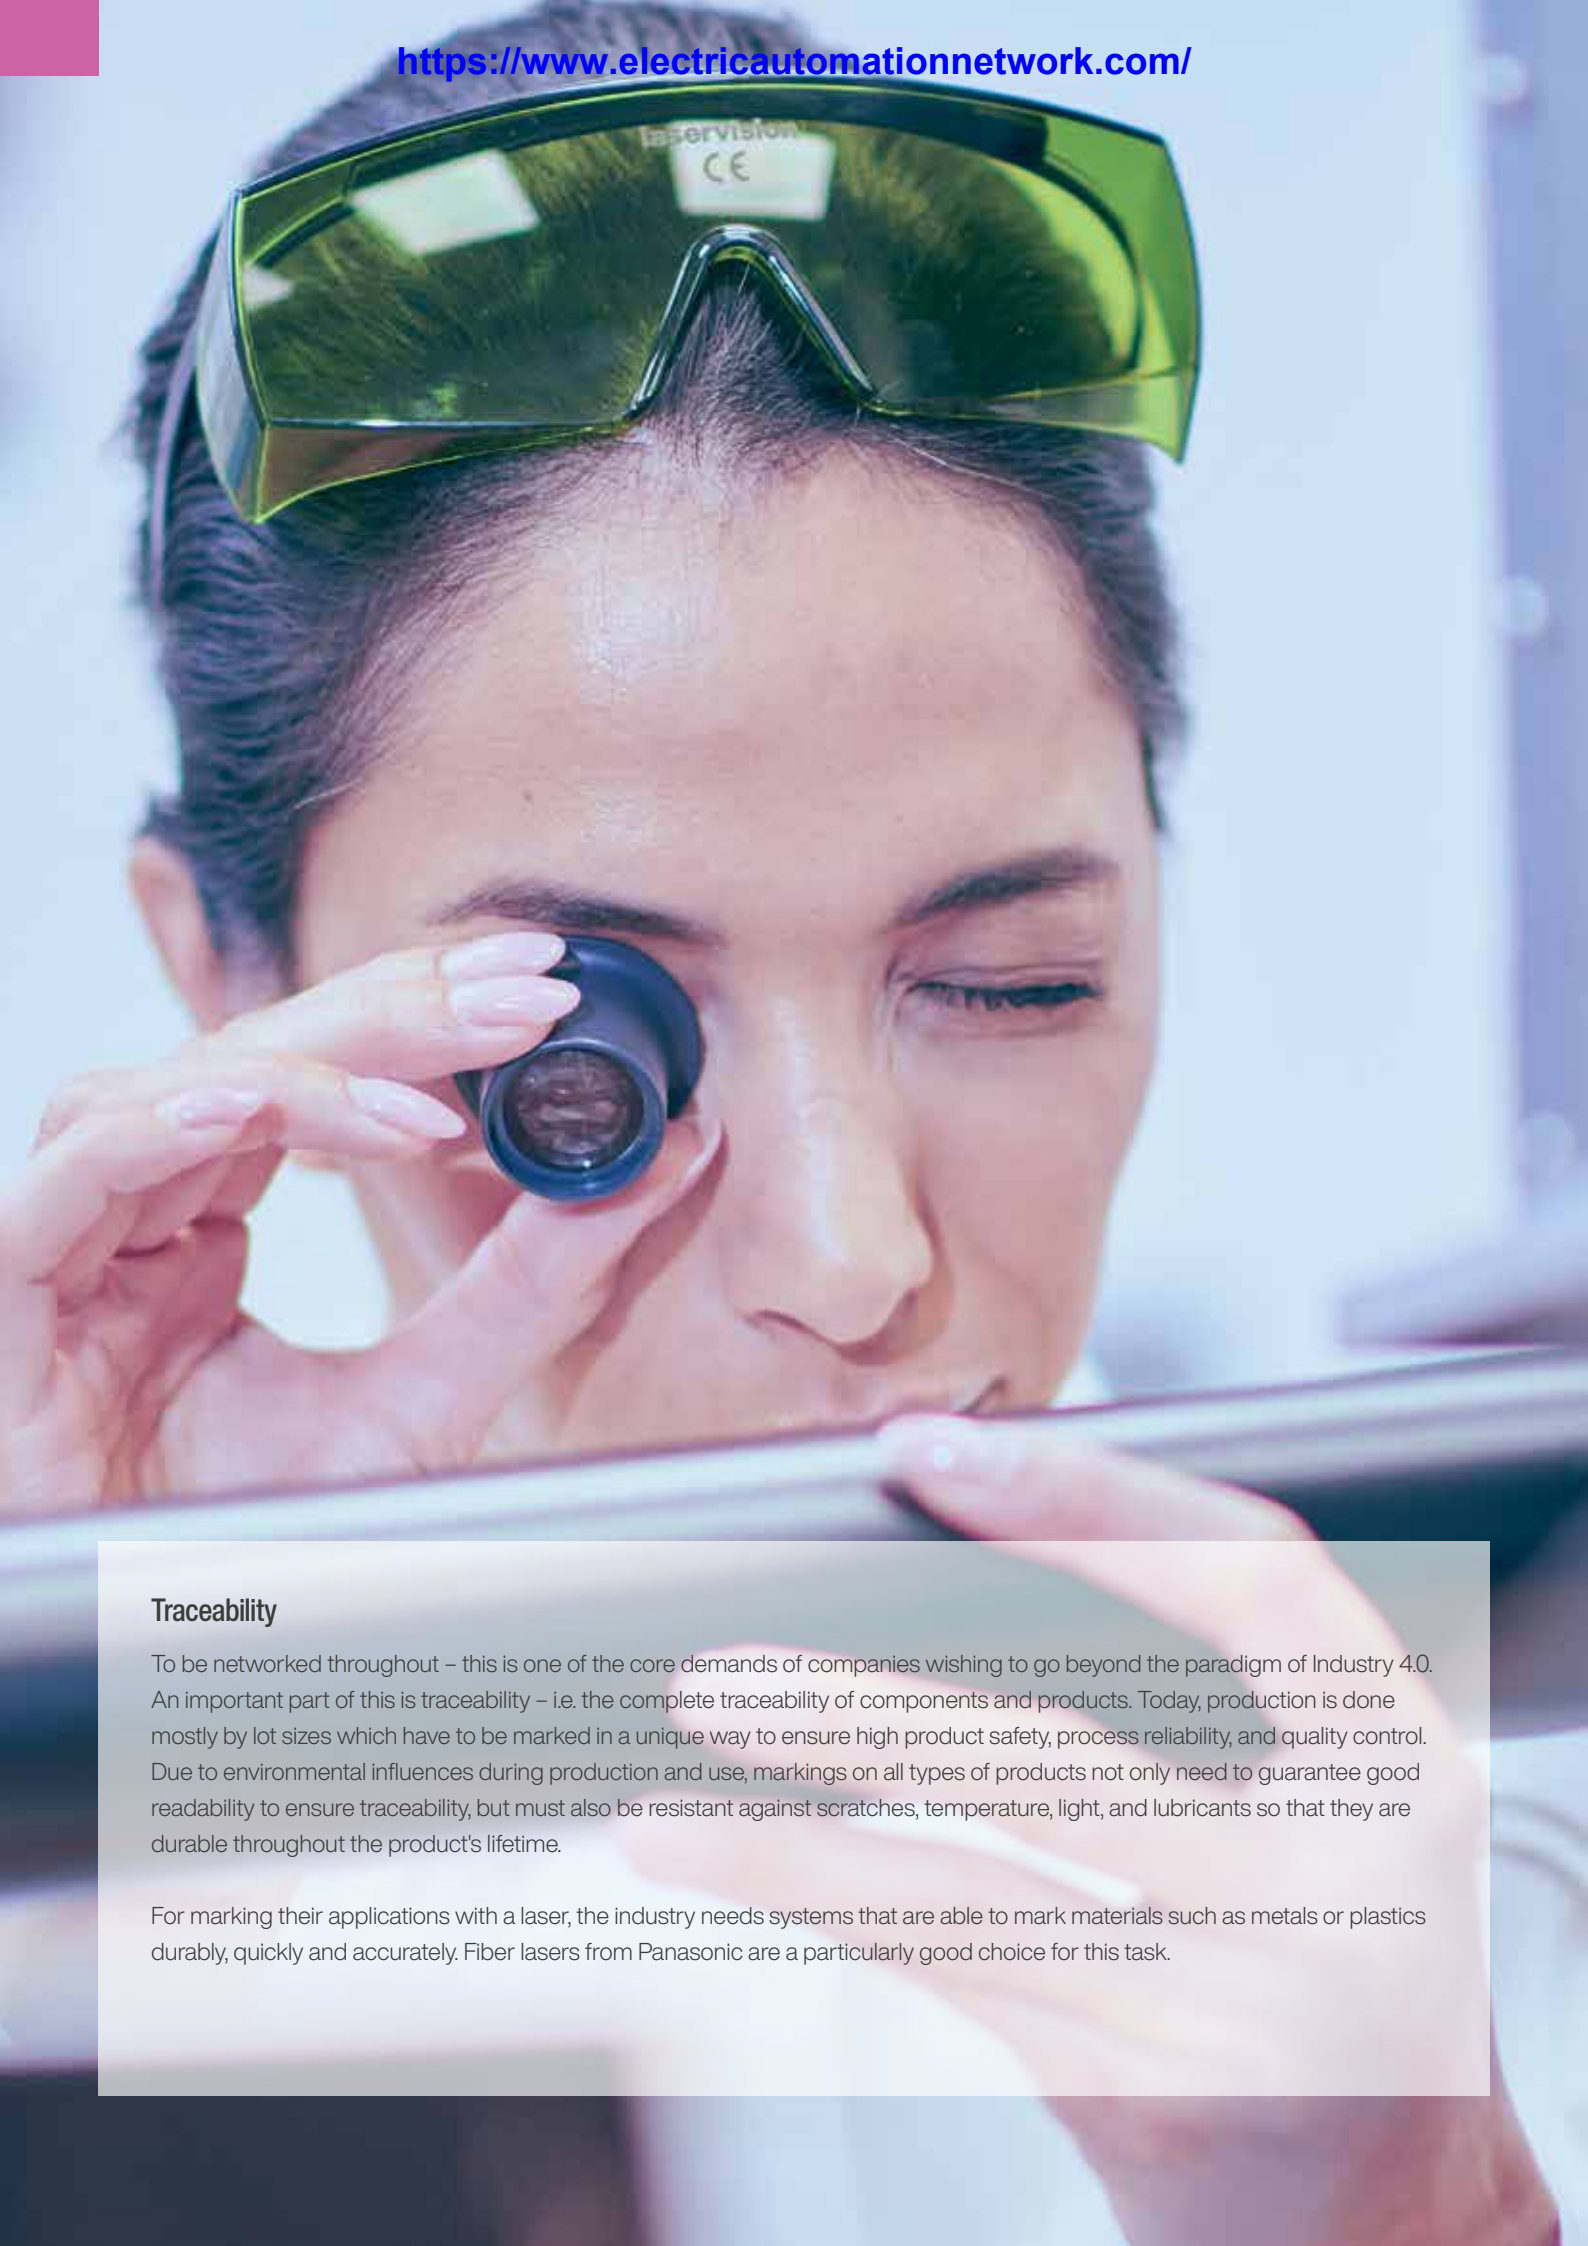 https://www.electricautomationnetwork.com/
laservision
CE
Traceability
To be networked throughout – this is one of the core demands of companies wishing to go beyond the paradigm of Industry 4.0.
An important part of this is traceability – i.e. the complete traceability of components and products. Today, production is done
mostly by lot sizes which have to be marked in a unique way to ensure high product safety, process reliability, and quality control.
Due to environmental influences during production and use, markings on all types of products not only need to guarantee good
readability to ensure traceability, but must also be resistant against scratches, temperature, light, and lubricants so that they are
durable throughout the product's lifetime.
For marking their applications with a laser, the industry needs systems that are able to mark materials such as metals or plastics
durably, quickly and accurately. Fiber lasers from Panasonic are a particularly good choice for this task.